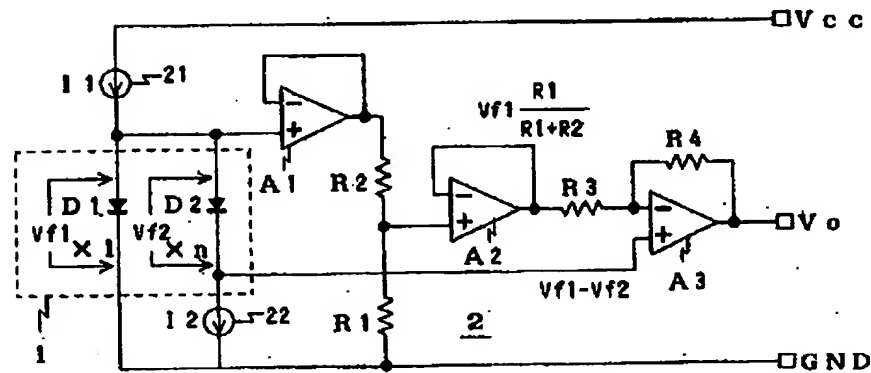 Vcc
I1
21
Vf1 R1/(R1+R2)
A1
R2
R3
R4
A2
A3
Vo
D1
D2
Vf1
×1
Vf2
×n
Vf1-Vf2
1
I2
22
R1
2
GND